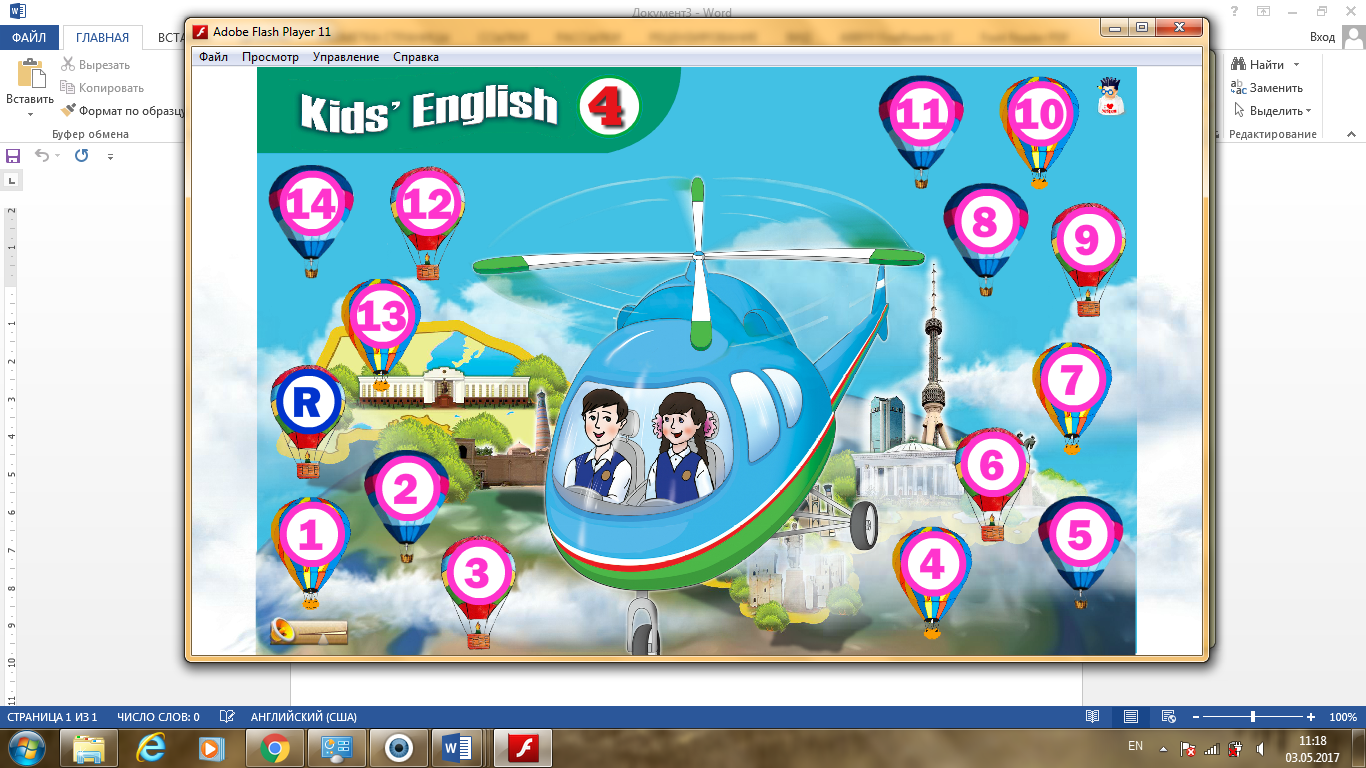 Документ3 - Word
Adobe Flash Player 11
Файл Просмотр Управление Справка
ФАЙЛ ГЛАВНАЯ ВСТА
Вход
Вырезать
Копировать
Формат по образцу
Вставить
Буфер обмена
Найти
Заменить
Выделить
Редактирование
Kids' English 4
11
10
14
12
8
9
13
7
R
2
6
1
5
3
4
СТРАНИЦА 1 ИЗ 1 ЧИСЛО СЛОВ: 0 АНГЛИЙСКИЙ (США)
100%
EN
11:18
03.05.2017